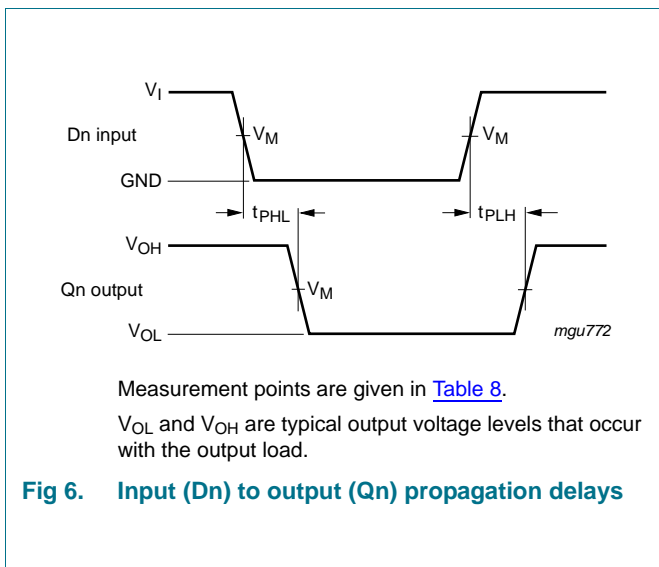 V_I
Dn input
V_M
V_M
GND
t_PHL
t_PLH
V_OH
Qn output
V_M
V_OL
mgu772
Measurement points are given in Table 8.
V_OL and V_OH are typical output voltage levels that occur
with the output load.
Fig 6. Input (Dn) to output (Qn) propagation delays